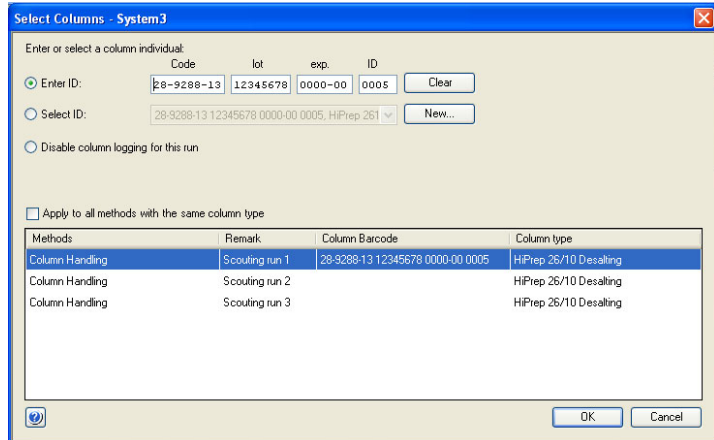 Select Columns - System3
Enter or select a column individual:
Code lot exp. ID
Enter ID: 28-9288-13 12345678 0000-00 0005 Clear
Select ID: 28-9288-13 12345678 0000-00 0005, HiPrep 261 New...
Disable column logging for this run
Apply to all methods with the same column type
Methods Remark Column Barcode Column type
Column Handling Scouting run 1 28-9288-13 12345678 0000-00 0005 HiPrep 26/10 Desalting
Column Handling Scouting run 2 HiPrep 26/10 Desalting
Column Handling Scouting run 3 HiPrep 26/10 Desalting
OK Cancel